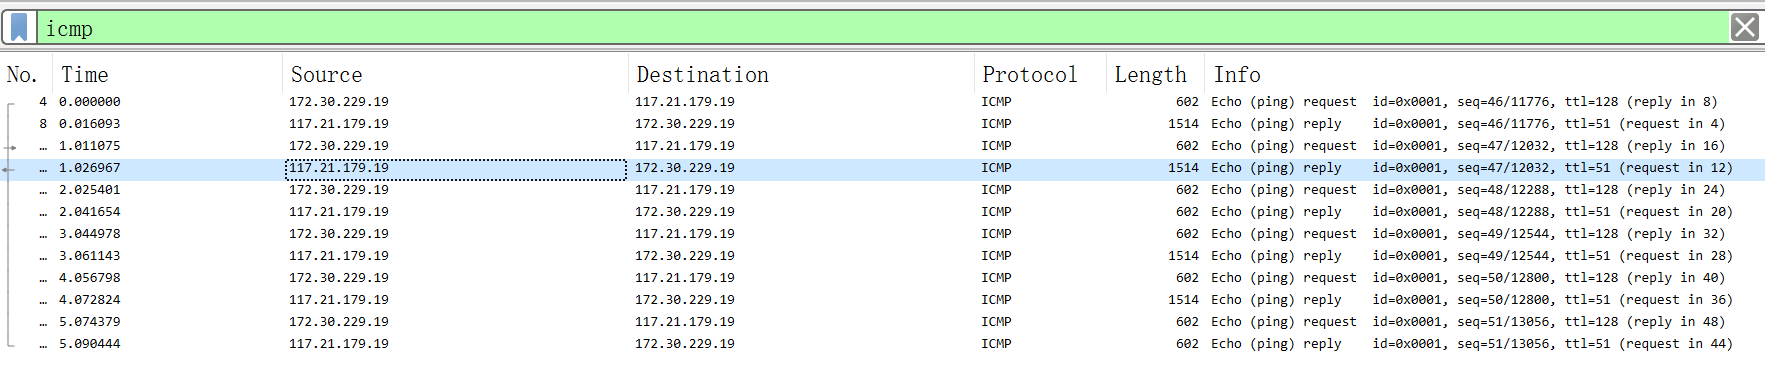 icmp
No. Time Source Destination Protocol Length Info
4 0.000000 172.30.229.19 117.21.179.19 ICMP 602 Echo (ping) request id=0x0001, seq=46/11776, ttl=128 (reply in 8)
8 0.016093 117.21.179.19 172.30.229.19 ICMP 1514 Echo (ping) reply id=0x0001, seq=46/11776, ttl=51 (request in 4)
… 1.011075 172.30.229.19 117.21.179.19 ICMP 602 Echo (ping) request id=0x0001, seq=47/12032, ttl=128 (reply in 16)
… 1.026967 117.21.179.19 172.30.229.19 ICMP 1514 Echo (ping) reply id=0x0001, seq=47/12032, ttl=51 (request in 12)
… 2.025401 172.30.229.19 117.21.179.19 ICMP 602 Echo (ping) request id=0x0001, seq=48/12288, ttl=128 (reply in 24)
… 2.041654 117.21.179.19 172.30.229.19 ICMP 602 Echo (ping) reply id=0x0001, seq=48/12288, ttl=51 (request in 20)
… 3.044978 172.30.229.19 117.21.179.19 ICMP 602 Echo (ping) request id=0x0001, seq=49/12544, ttl=128 (reply in 32)
… 3.061143 117.21.179.19 172.30.229.19 ICMP 1514 Echo (ping) reply id=0x0001, seq=49/12544, ttl=51 (request in 28)
… 4.056798 172.30.229.19 117.21.179.19 ICMP 602 Echo (ping) request id=0x0001, seq=50/12800, ttl=128 (reply in 40)
… 4.072824 117.21.179.19 172.30.229.19 ICMP 1514 Echo (ping) reply id=0x0001, seq=50/12800, ttl=51 (request in 36)
… 5.074379 172.30.229.19 117.21.179.19 ICMP 602 Echo (ping) request id=0x0001, seq=51/13056, ttl=128 (reply in 48)
… 5.090444 117.21.179.19 172.30.229.19 ICMP 602 Echo (ping) reply id=0x0001, seq=51/13056, ttl=51 (request in 44)